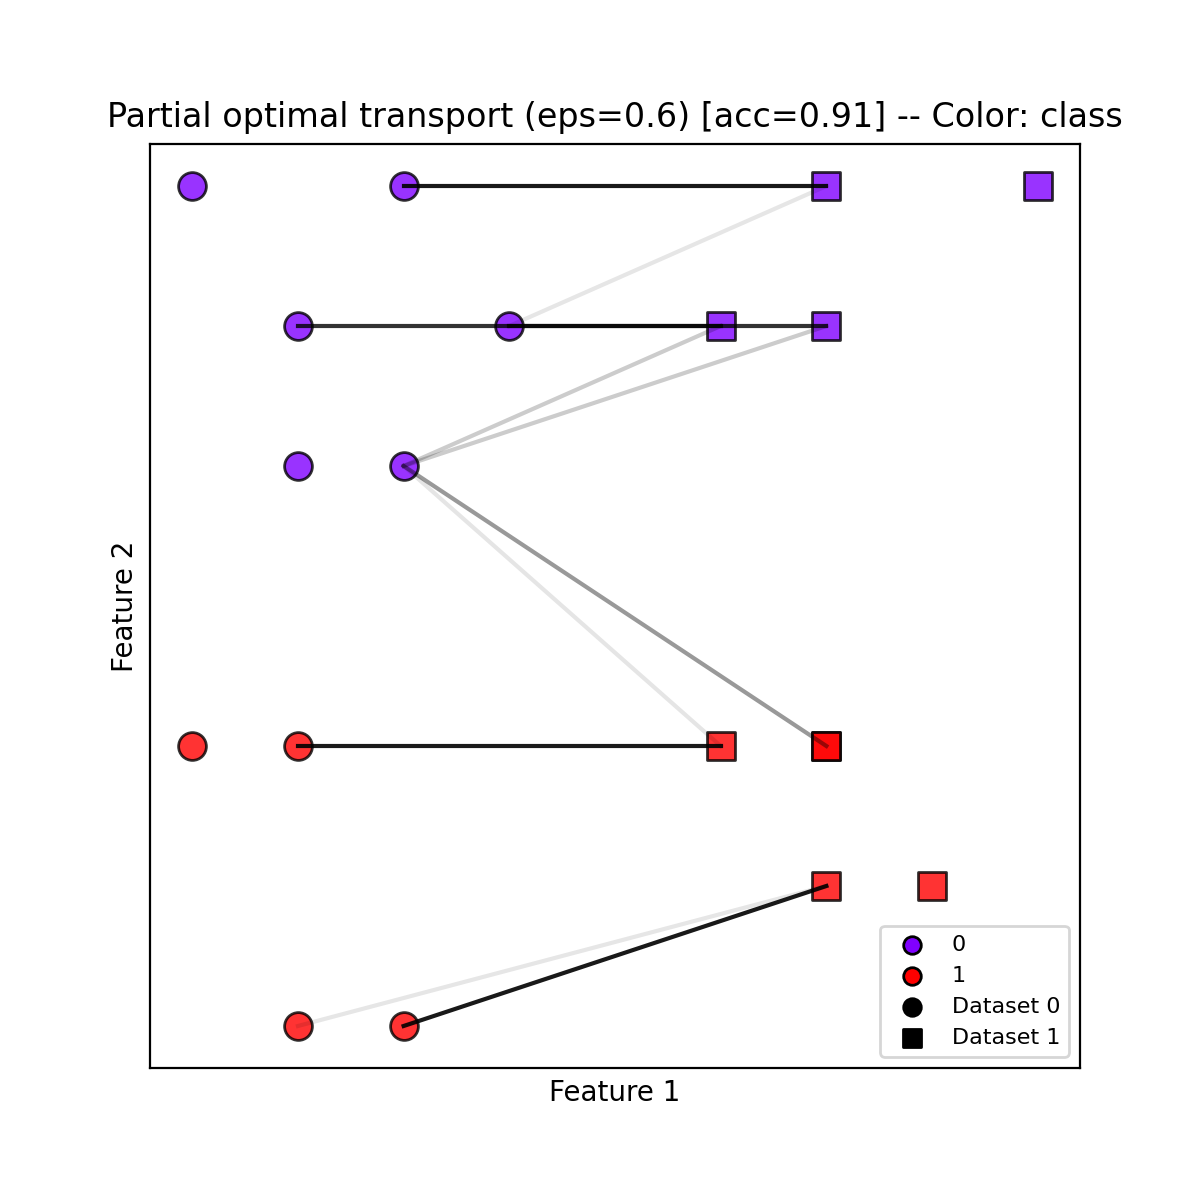 Partial optimal transport (eps=0.6) [acc=0.91] -- Color: class
Feature 2
0
1
Dataset 0
Dataset 1
Feature 1